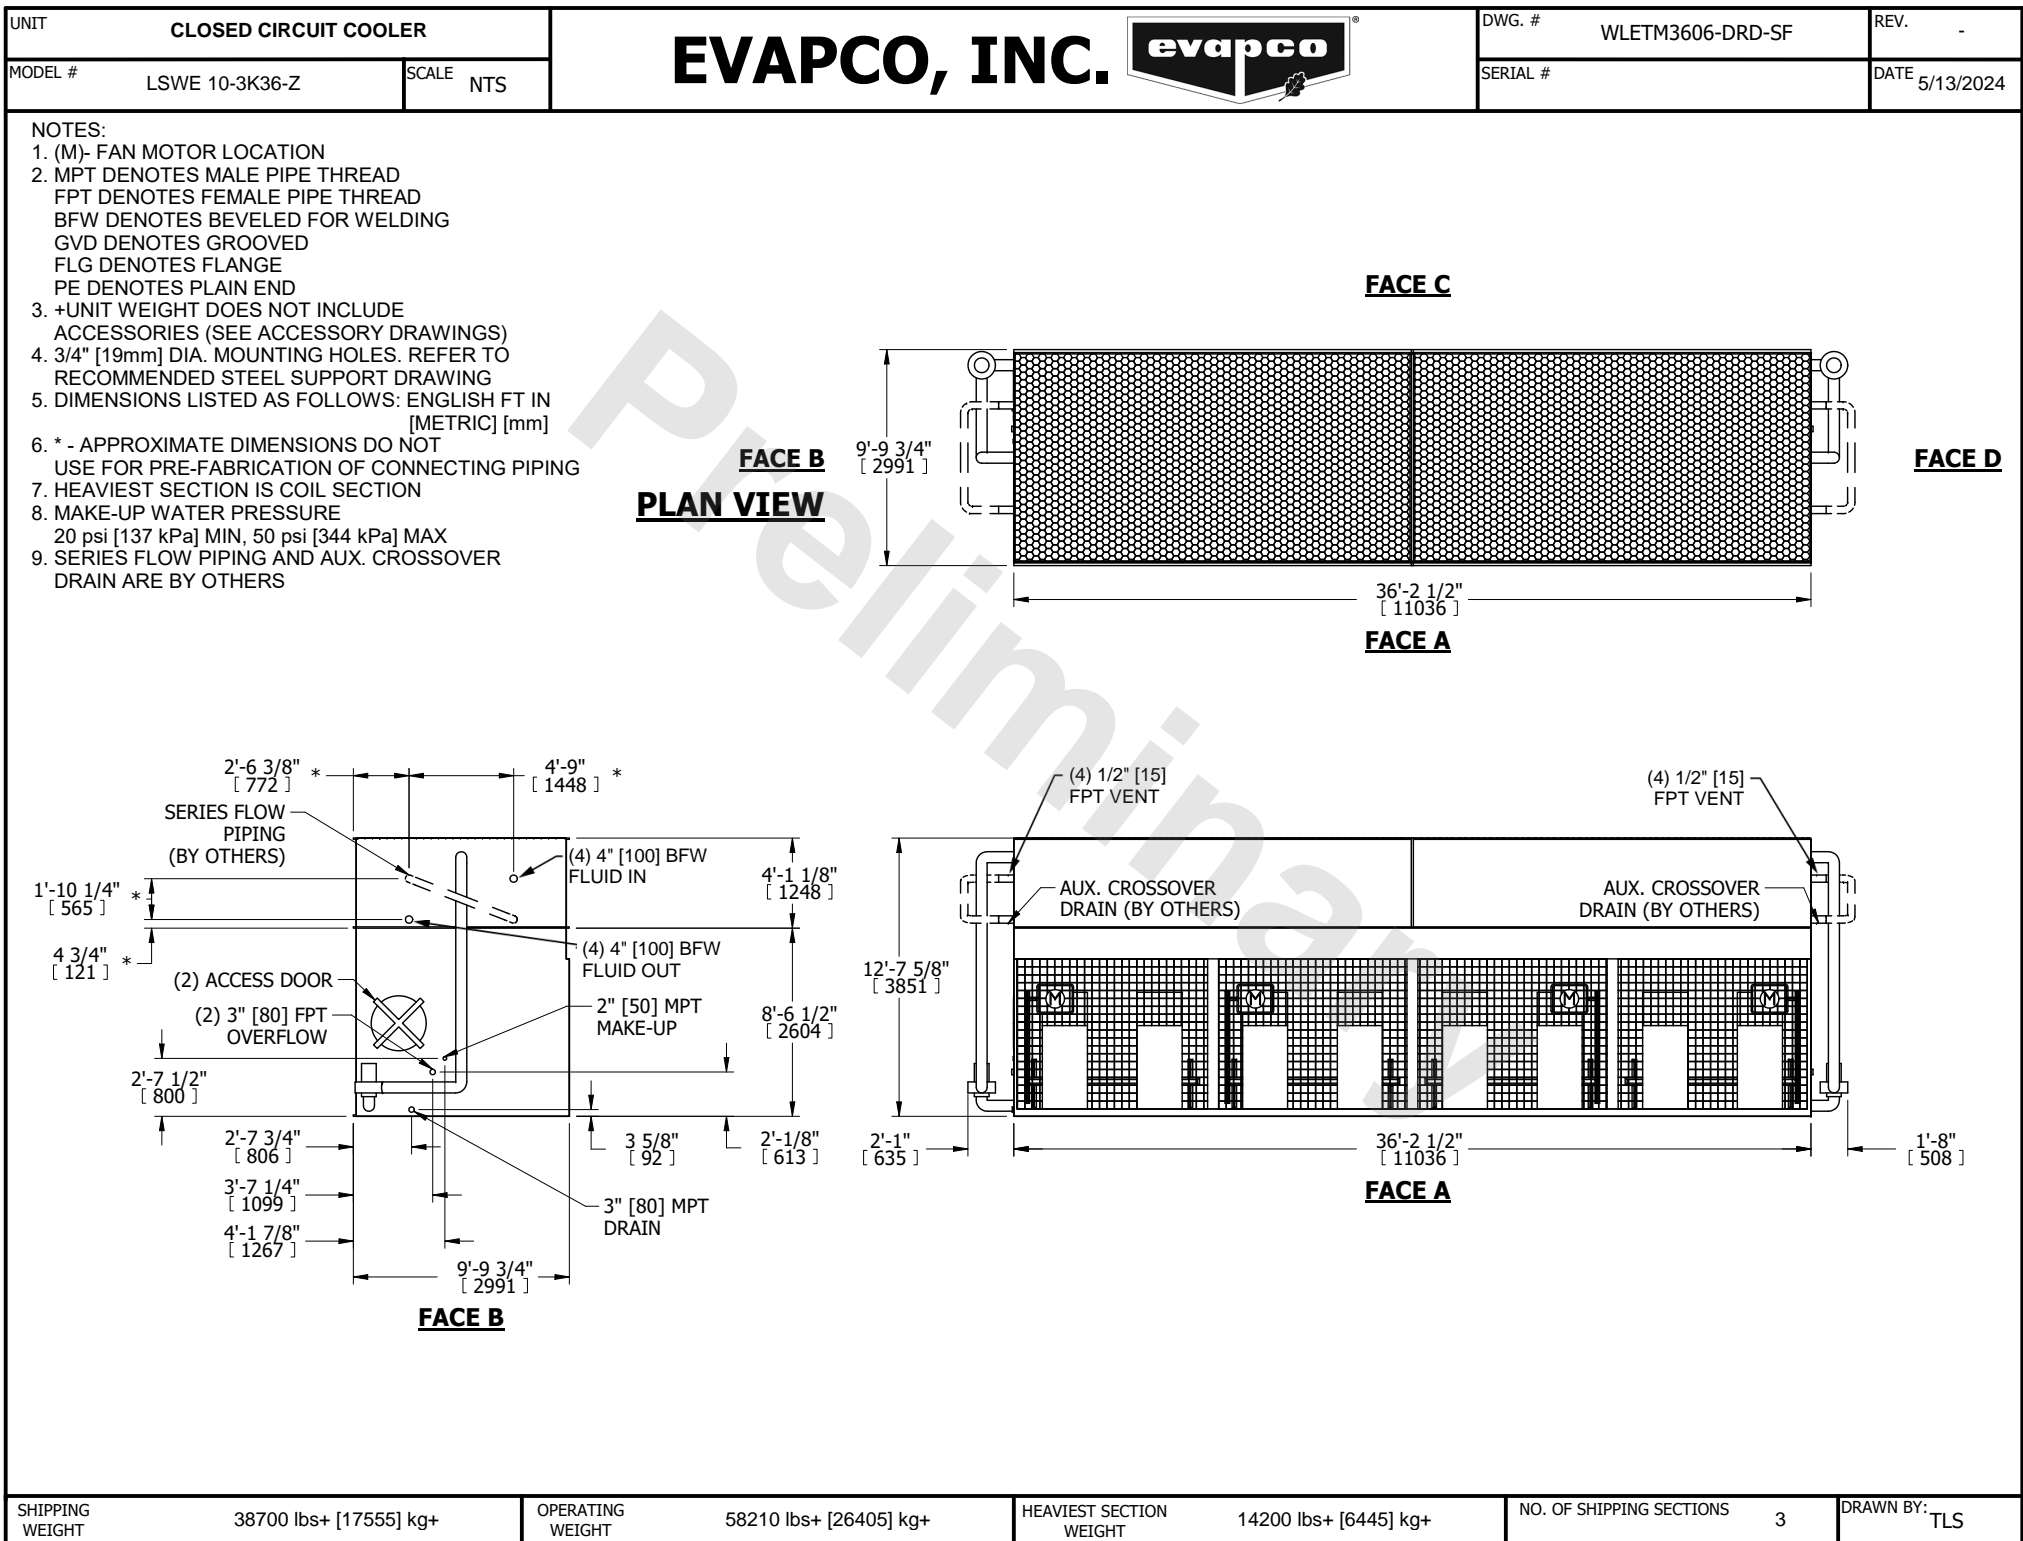 UNIT
CLOSED CIRCUIT COOLER
MODEL #
LSWE 10-3K36-Z
SCALE
NTS
EVAPCO, INC.
evapco
®
DWG. #
WLETM3606-DRD-SF
REV.
-
SERIAL #
DATE
5/13/2024
NOTES:
1. (M)- FAN MOTOR LOCATION
2. MPT DENOTES MALE PIPE THREAD
FPT DENOTES FEMALE PIPE THREAD
BFW DENOTES BEVELED FOR WELDING
GVD DENOTES GROOVED
FLG DENOTES FLANGE
PE DENOTES PLAIN END
3. +UNIT WEIGHT DOES NOT INCLUDE
ACCESSORIES (SEE ACCESSORY DRAWINGS)
4. 3/4" [19mm] DIA. MOUNTING HOLES. REFER TO
RECOMMENDED STEEL SUPPORT DRAWING
5. DIMENSIONS LISTED AS FOLLOWS: ENGLISH FT IN
[METRIC] [mm]
6. * - APPROXIMATE DIMENSIONS DO NOT
USE FOR PRE-FABRICATION OF CONNECTING PIPING
7. HEAVIEST SECTION IS COIL SECTION
8. MAKE-UP WATER PRESSURE
20 psi [137 kPa] MIN, 50 psi [344 kPa] MAX
9. SERIES FLOW PIPING AND AUX. CROSSOVER
DRAIN ARE BY OTHERS
Preliminary
FACE C
FACE B
PLAN VIEW
9'-9 3/4"
[ 2991 ]
FACE D
36'-2 1/2"
[ 11036 ]
FACE A
2'-6 3/8" *
[ 772 ]
4'-9" *
[ 1448 ]
SERIES FLOW
PIPING
(BY OTHERS)
(4) 4" [100] BFW
FLUID IN
1'-10 1/4" *
[ 565 ]
4'-1 1/8"
[ 1248 ]
4 3/4" *
[ 121 ]
(4) 4" [100] BFW
FLUID OUT
(2) ACCESS DOOR
(2) 3" [80] FPT
OVERFLOW
2" [50] MPT
MAKE-UP
8'-6 1/2"
[ 2604 ]
2'-7 1/2"
[ 800 ]
2'-7 3/4"
[ 806 ]
3 5/8"
[ 92 ]
2'-1/8"
[ 613 ]
3'-7 1/4"
[ 1099 ]
3" [80] MPT
DRAIN
4'-1 7/8"
[ 1267 ]
9'-9 3/4"
[ 2991 ]
FACE B
(4) 1/2" [15]
FPT VENT
(4) 1/2" [15]
FPT VENT
AUX. CROSSOVER
DRAIN (BY OTHERS)
AUX. CROSSOVER
DRAIN (BY OTHERS)
12'-7 5/8"
[ 3851 ]
M M M M
2'-1"
[ 635 ]
36'-2 1/2"
[ 11036 ]
1'-8"
[ 508 ]
FACE A
SHIPPING
WEIGHT
38700 lbs+ [17555] kg+
OPERATING
WEIGHT
58210 lbs+ [26405] kg+
HEAVIEST SECTION
WEIGHT
14200 lbs+ [6445] kg+
NO. OF SHIPPING SECTIONS
3
DRAWN BY:
TLS